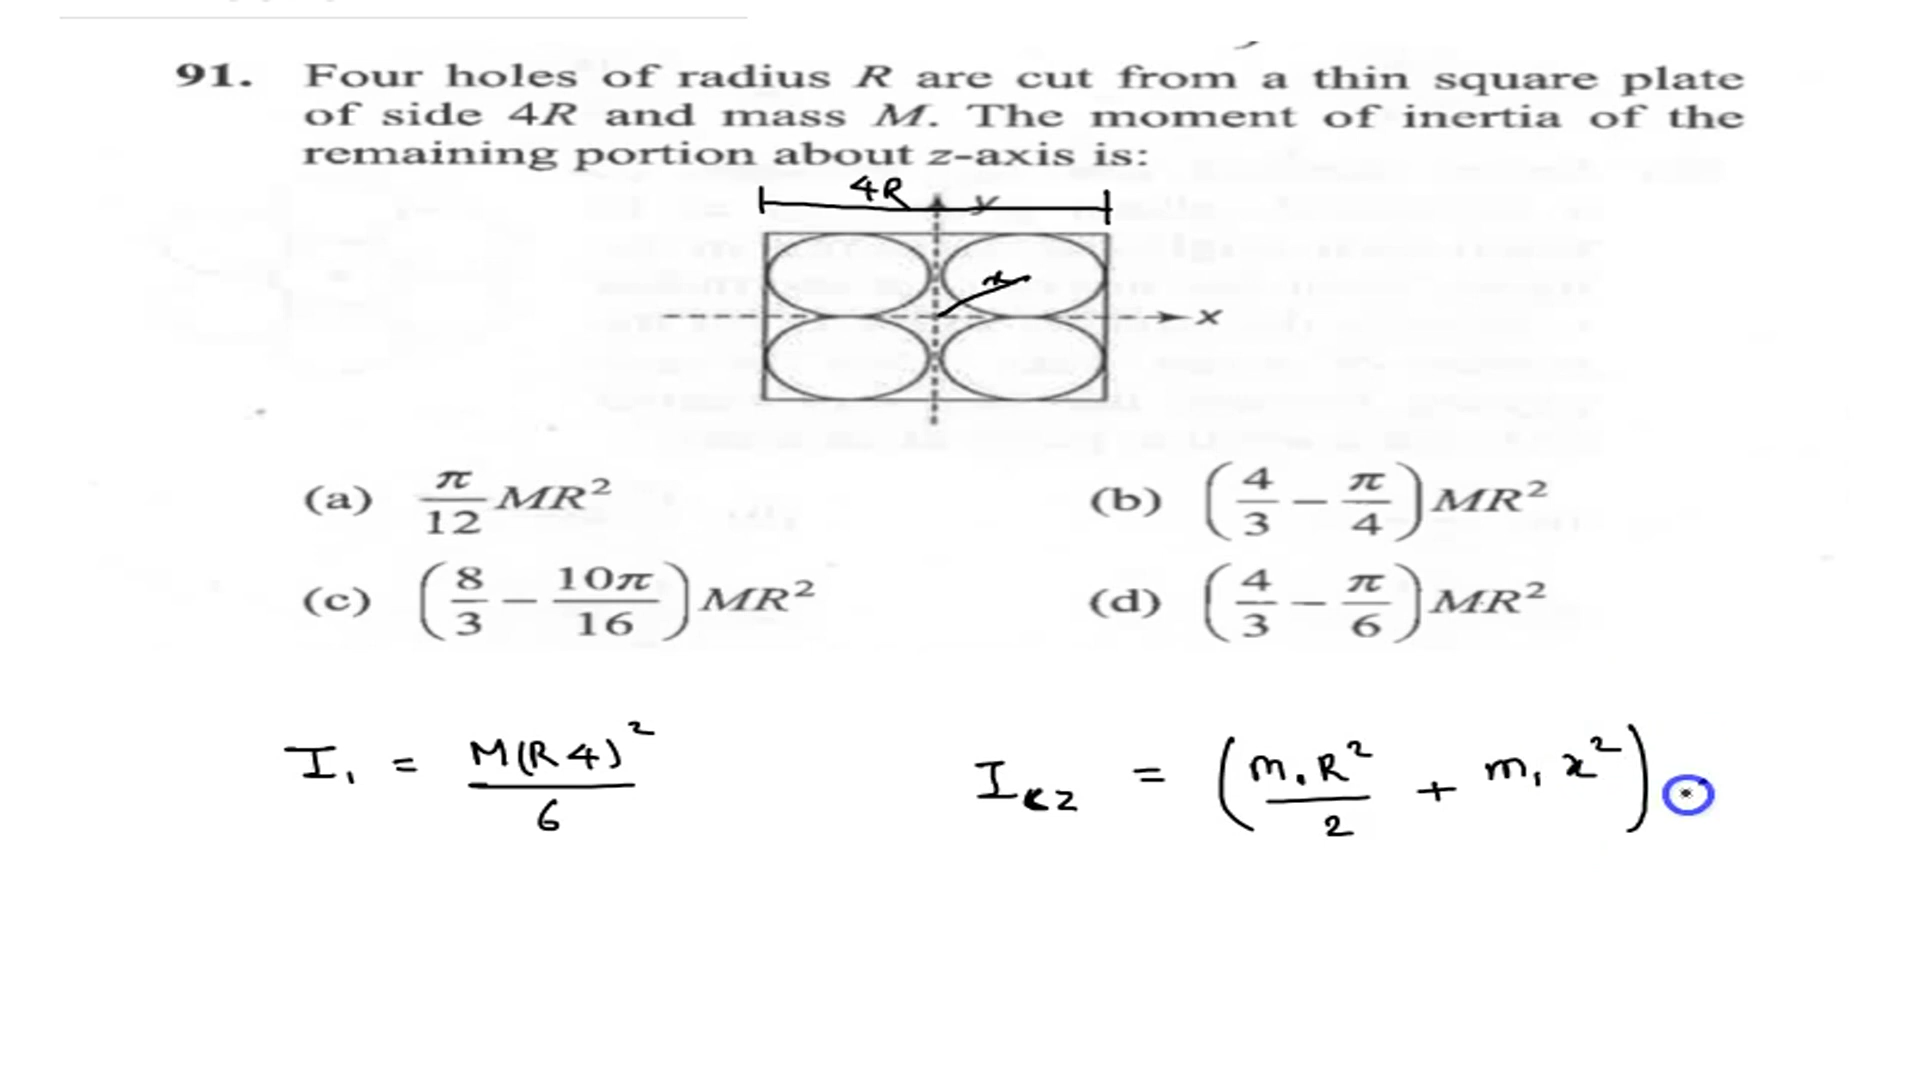 91. Four holes of radius R are cut from a thin square plate
of side 4R and mass M. The moment of inertia of the
remaining portion about z-axis is:
4R
y
x
x
(a) π/12 MR²
(b) (4/3 − π/4) MR²
(c) (8/3 − 10π/16) MR²
(d) (4/3 − π/6) MR²
I₁ = M(R4)²/6
= (m₁R²/2 + m₁x²)